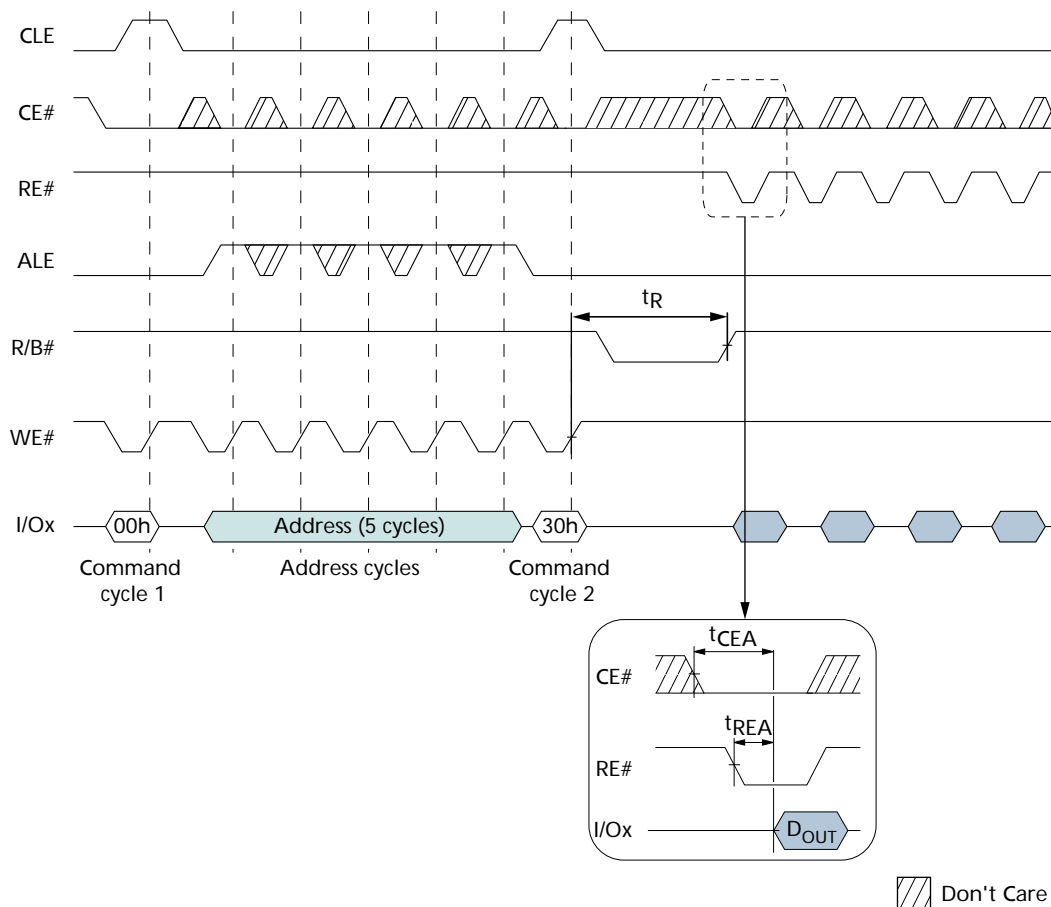 CLE
CE#
RE#
ALE
tR
R/B#
WE#
I/Ox
00h
Address (5 cycles)
30h
Command
cycle 1
Address cycles
Command
cycle 2
tCEA
CE#
tREA
RE#
I/Ox
DOUT
Don't Care